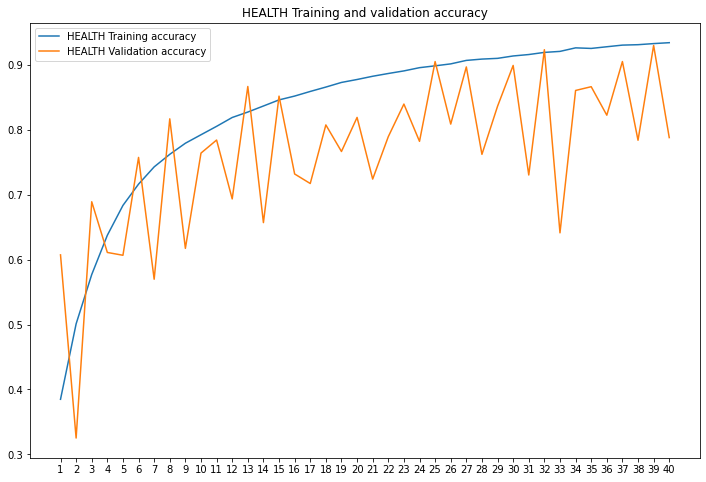 HEALTH Training and validation accuracy
HEALTH Training accuracy
HEALTH Validation accuracy
0.9
0.8
0.7
0.6
0.5
0.4
0.3
1 2 3 4 5 6 7 8 9 10 11 12 13 14 15 16 17 18 19 20 21 22 23 24 25 26 27 28 29 30 31 32 33 34 35 36 37 38 39 40